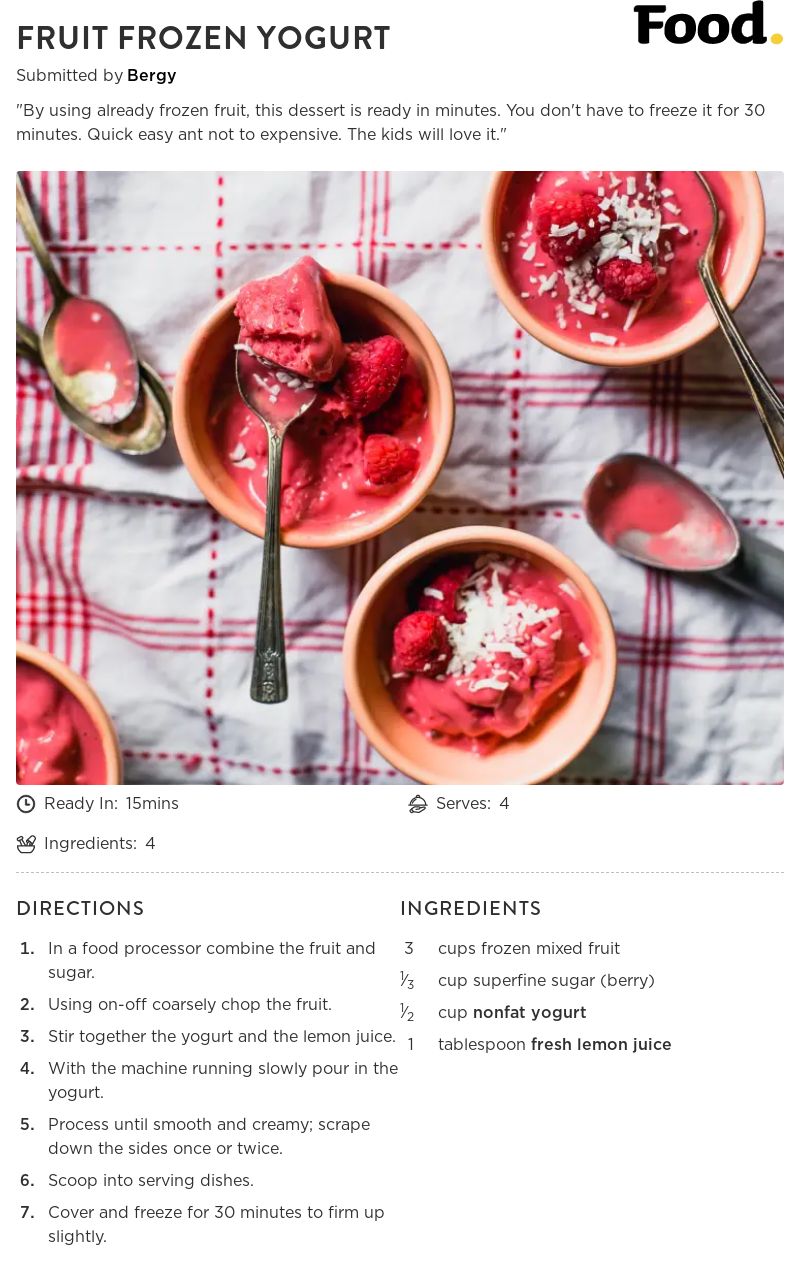 FRUIT FROZEN YOGURT
Food.
Submitted by Bergy
"By using already frozen fruit, this dessert is ready in minutes. You don't have to freeze it for 30
minutes. Quick easy ant not to expensive. The kids will love it."
Ready In: 15mins
Serves: 4
Ingredients: 4
DIRECTIONS
1. In a food processor combine the fruit and
sugar.
2. Using on-off coarsely chop the fruit.
3. Stir together the yogurt and the lemon juice.
4. With the machine running slowly pour in the
yogurt.
5. Process until smooth and creamy; scrape
down the sides once or twice.
6. Scoop into serving dishes.
7. Cover and freeze for 30 minutes to firm up
slightly.
INGREDIENTS
3 cups frozen mixed fruit
1⁄3 cup superfine sugar (berry)
1⁄2 cup nonfat yogurt
1 tablespoon fresh lemon juice